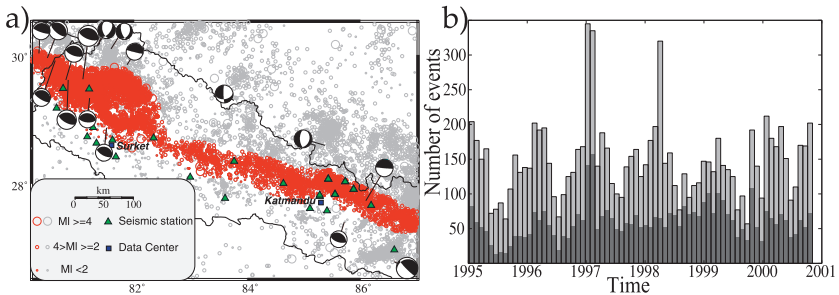 a)
30°
28°
Surket
Katmandu
km
0 50 100
Ml >=4
Seismic station
4>Ml >=2
Data Center
Ml <2
82° 84° 86°
b)
Number of events
350
300
250
200
150
100
50
1995 1996 1997 1998 1999 2000 2001
Time